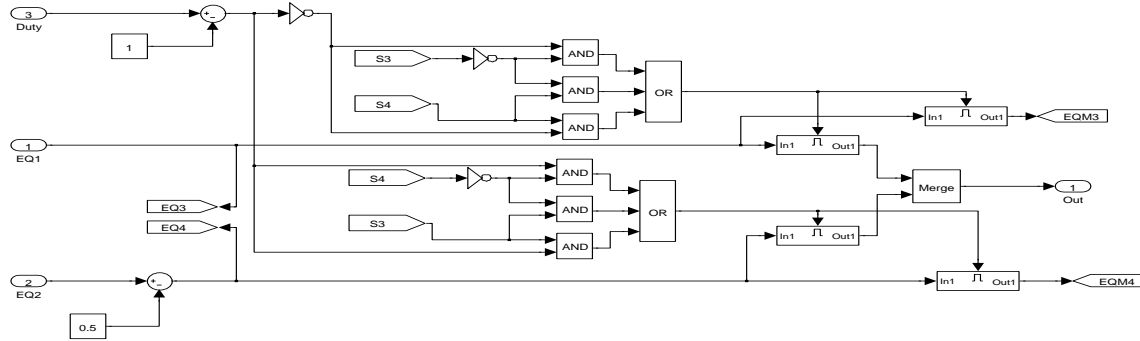 3
Duty
1
S3
S4
AND
AND
AND
OR
In1
Out1
EQM3
1
EQ1
In1
Out1
S4
S3
AND
AND
AND
OR
Merge
1
Out
EQ3
EQ4
In1
Out1
2
EQ2
In1
Out1
EQM4
0.5